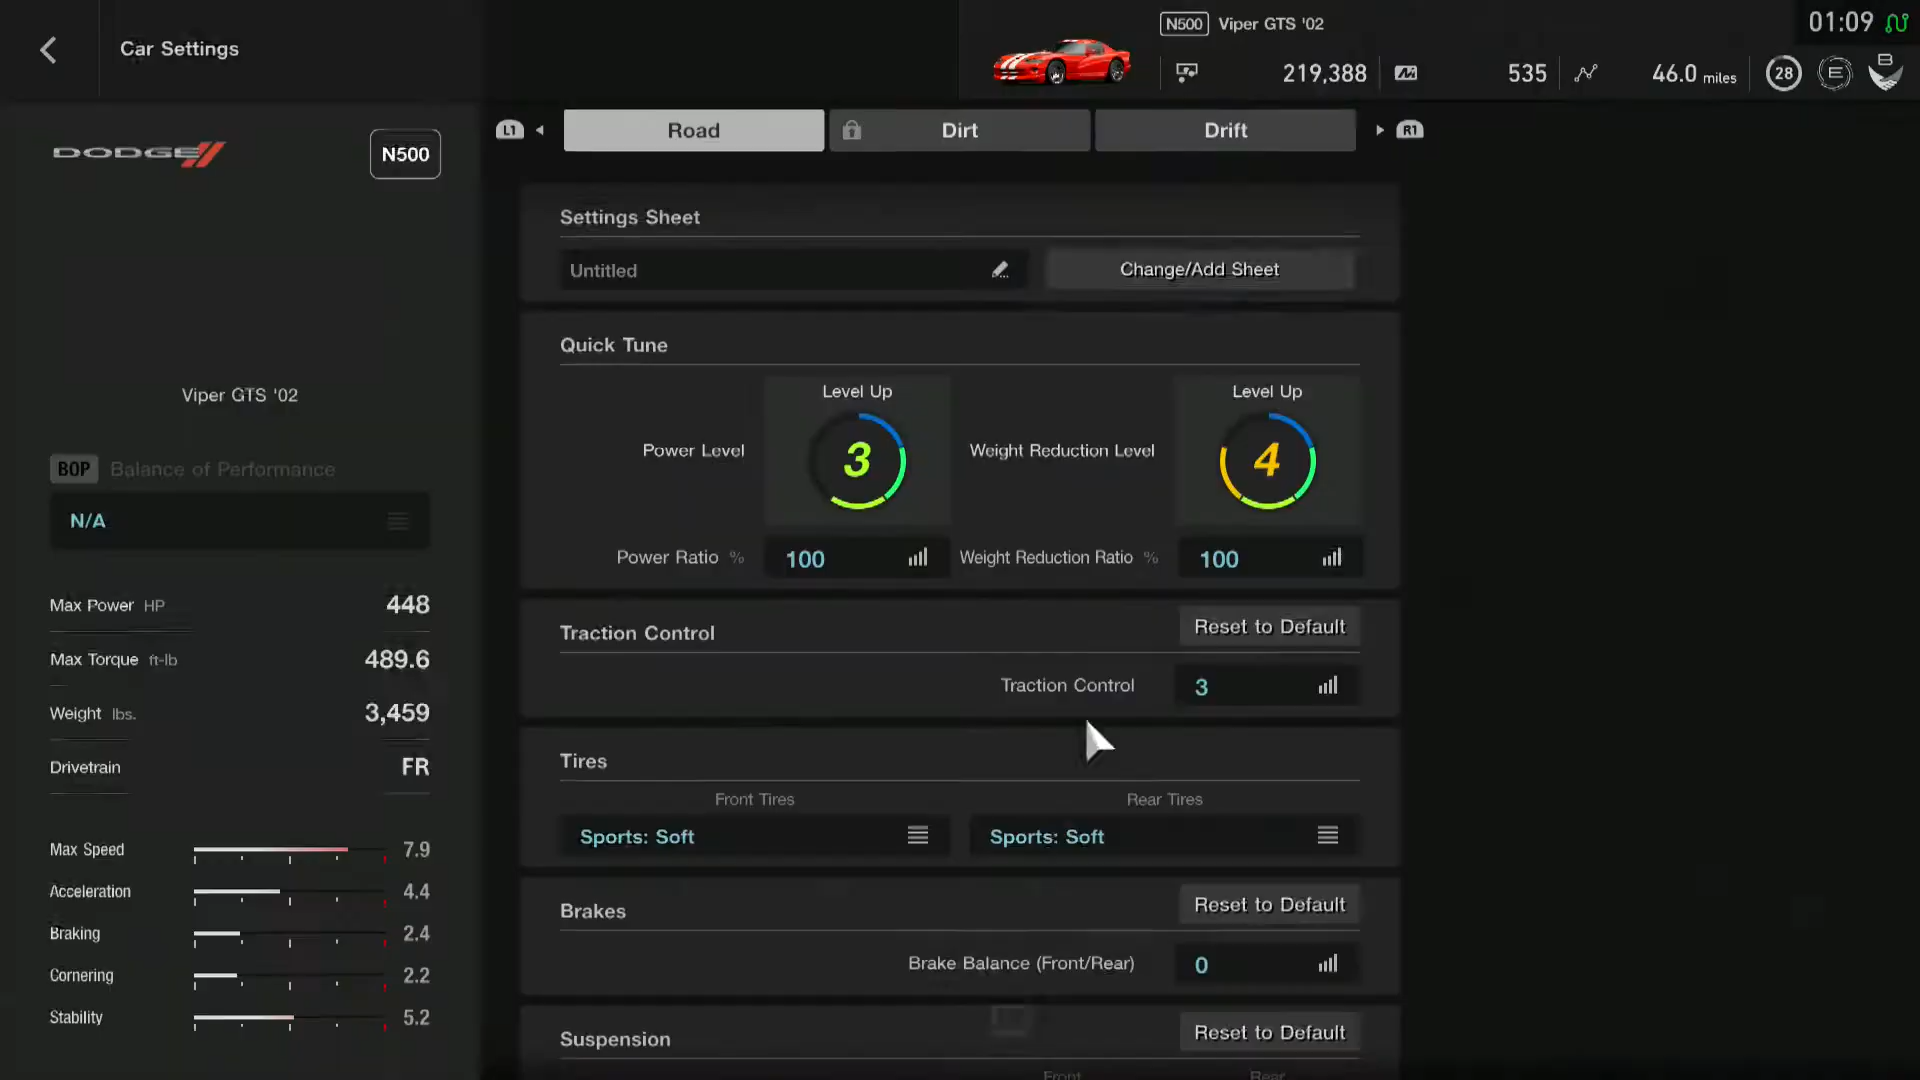 Car Settings
N500 Viper GTS '02
01:09
219,388
535
46.0 miles
28
E
B
DODGE
N500
L1
Road
Dirt
Drift
R1
Settings Sheet
Untitled
Change/Add Sheet
Quick Tune
Level Up
Level Up
Viper GTS '02
Power Level
3
Weight Reduction Level
4
BOP Balance of Performance
N/A
Power Ratio %
100
Weight Reduction Ratio %
100
Max Power HP
448
Traction Control
Reset to Default
Max Torque ft-lb
489.6
Traction Control
3
Weight lbs.
3,459
Drivetrain
FR
Tires
Front Tires
Rear Tires
Sports: Soft
Sports: Soft
Max Speed
7.9
Acceleration
4.4
Braking
2.4
Cornering
2.2
Stability
5.2
Brakes
Reset to Default
Brake Balance (Front/Rear)
0
Suspension
Reset to Default
Front
Rear